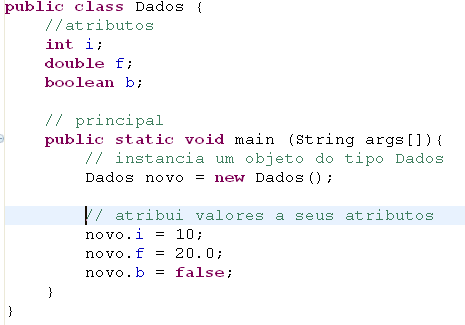 public class Dados {
//atributos
int i;
double f;
boolean b;
// principal
public static void main (String args[]){
// instancia um objeto do tipo Dados
Dados novo = new Dados();
// atribui valores a seus atributos
novo.i = 10;
novo.f = 20.0;
novo.b = false;
}
}